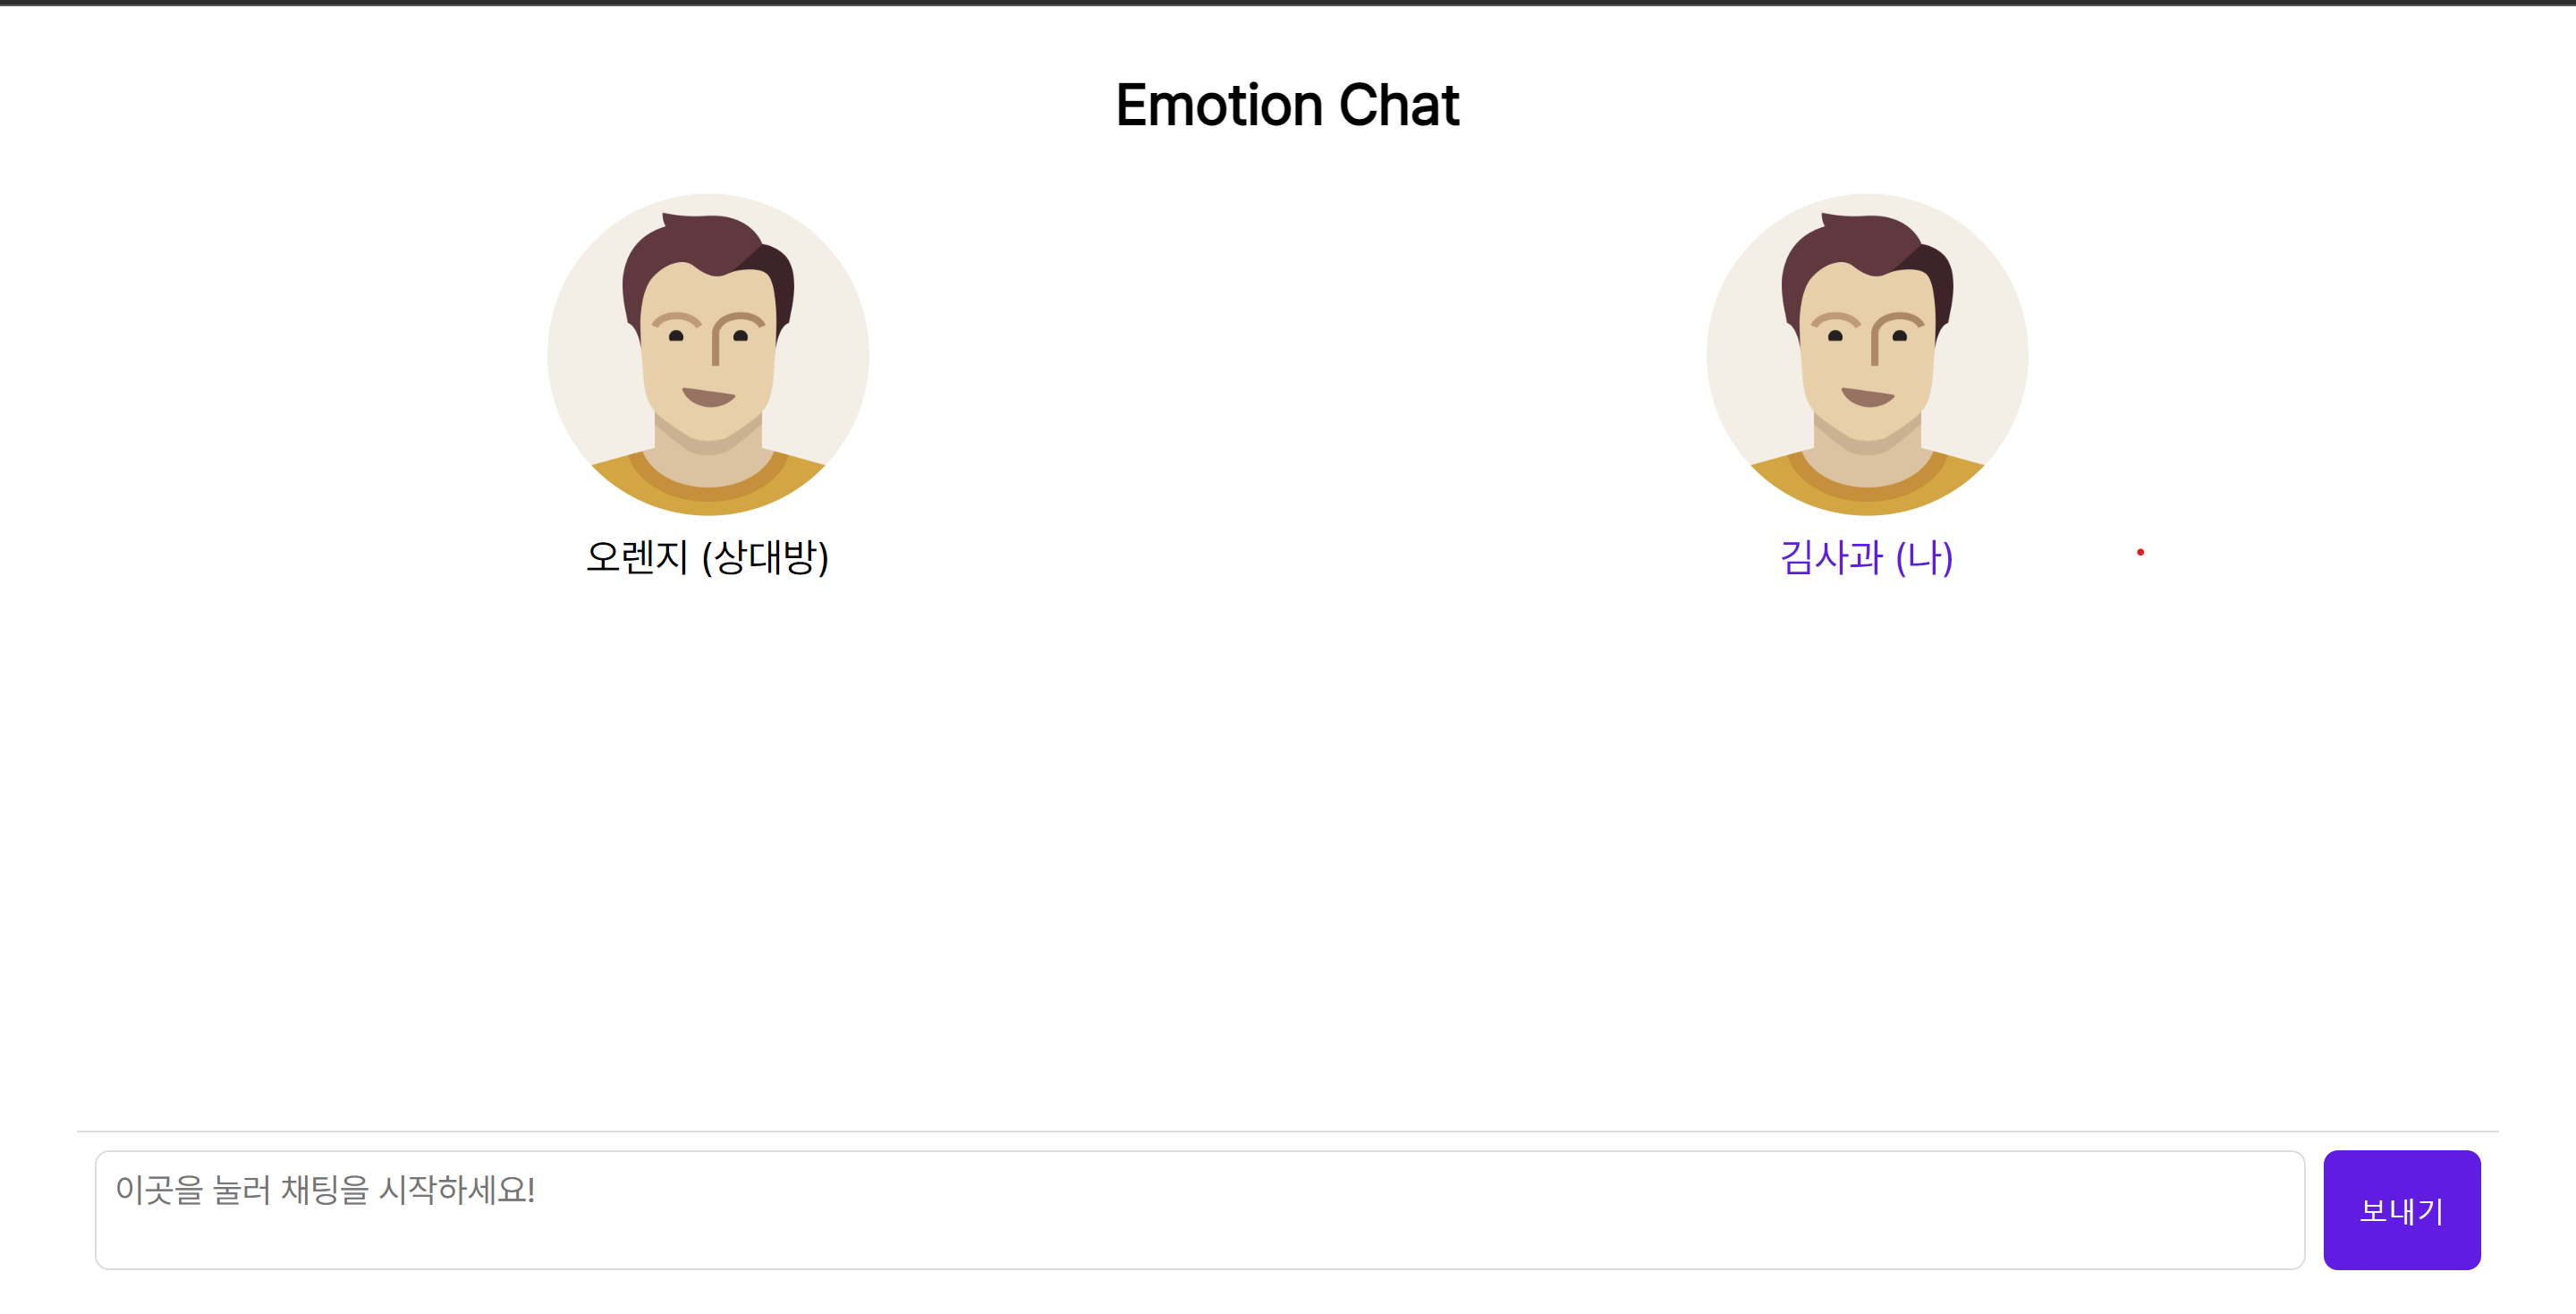 Emotion Chat
오렌지 (상대방)
김사과 (나)
이곳을 눌러 채팅을 시작하세요!
보내기